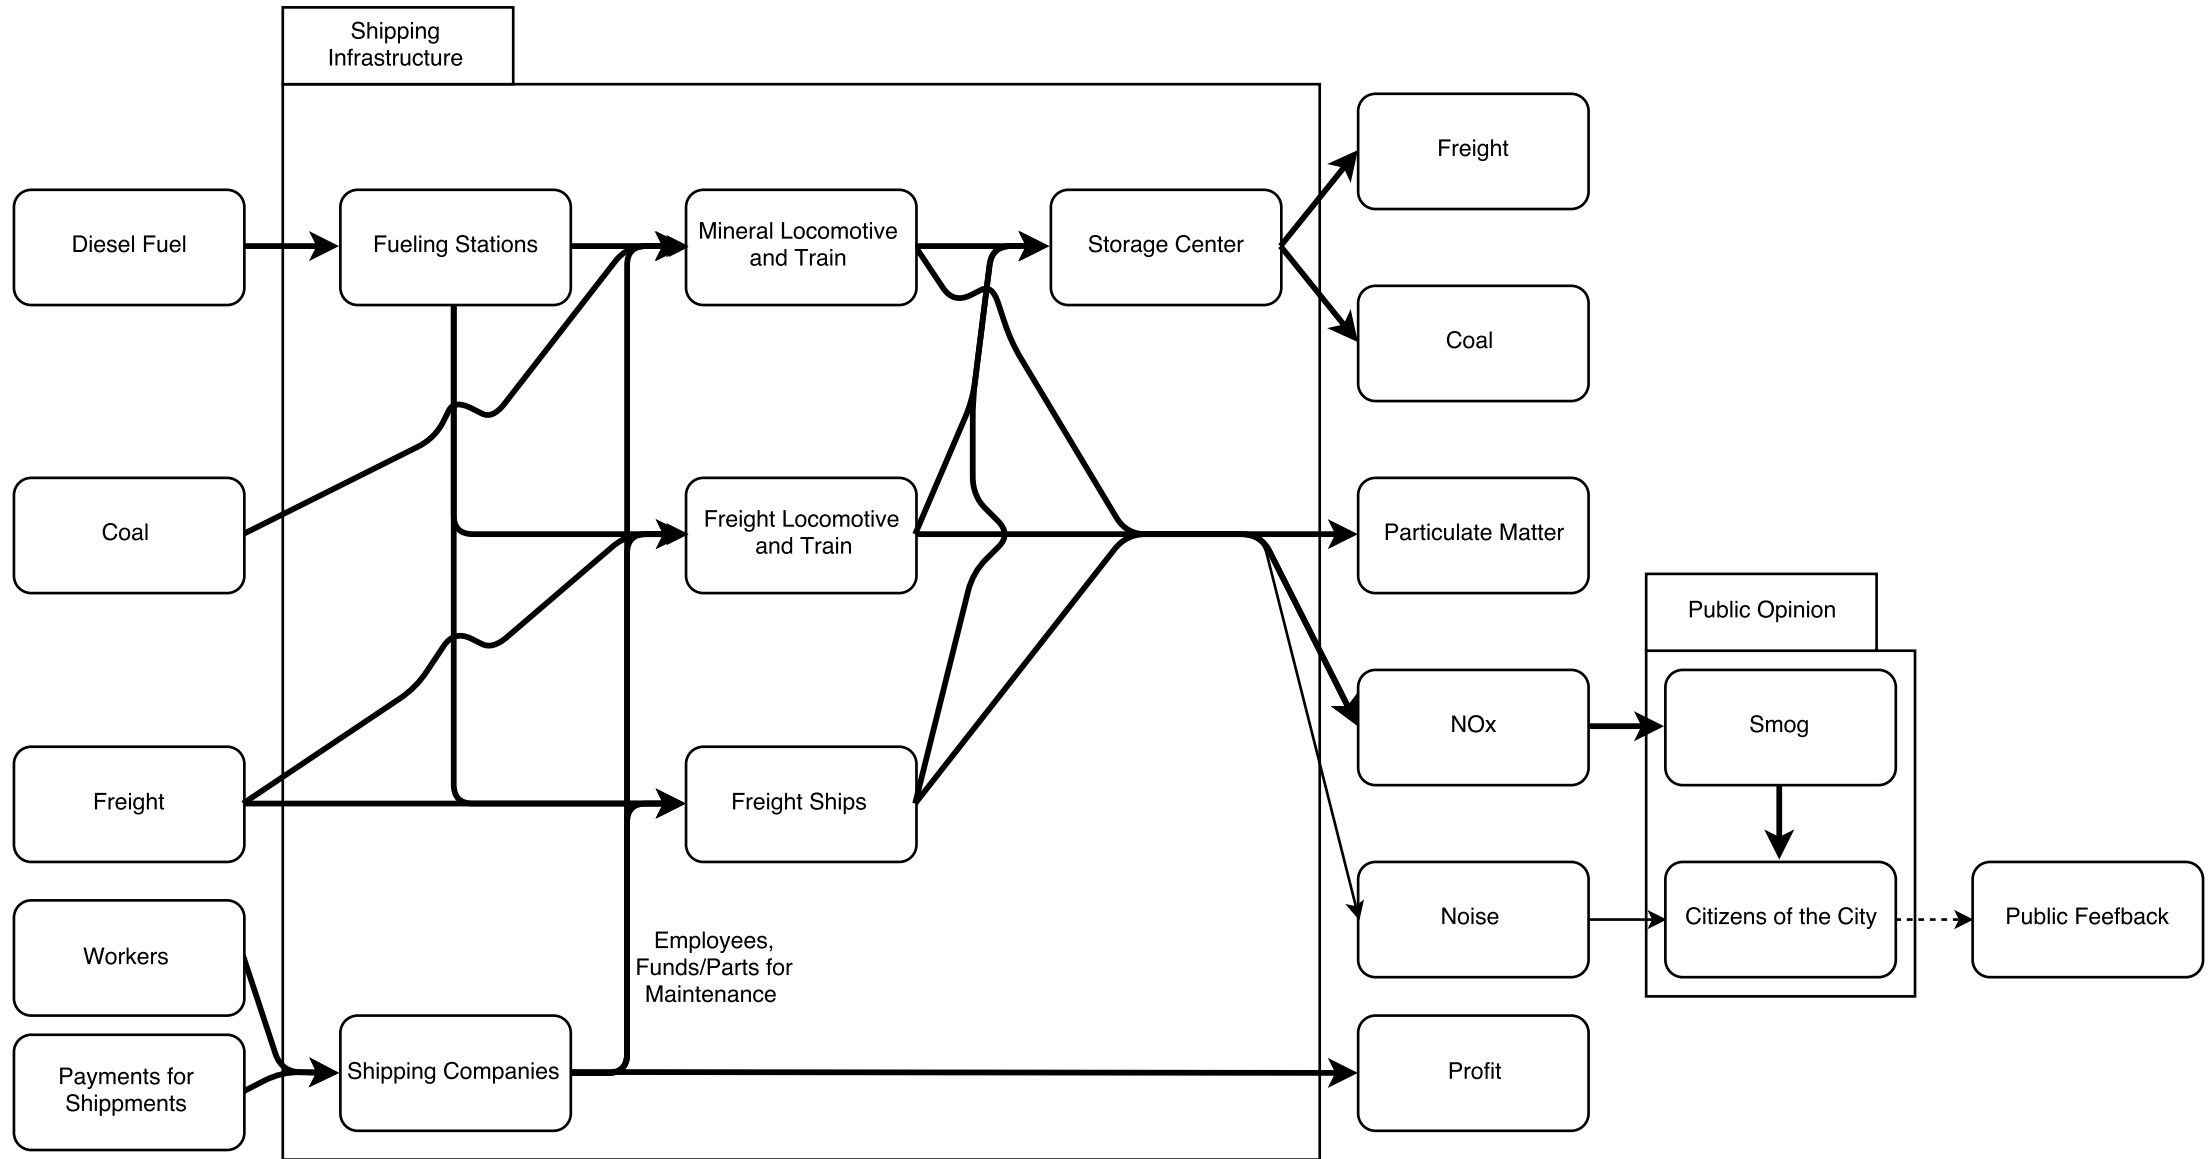 Shipping
Infrastructure
Freight
Diesel Fuel
Fueling Stations
Mineral Locomotive
and Train
Storage Center
Coal
Coal
Freight Locomotive
and Train
Particulate Matter
Public Opinion
NOx
Smog
Freight
Freight Ships
Workers
Employees,
Funds/Parts for
Maintenance
Noise
Citizens of the City
Public Feefback
Payments for
Shippments
Shipping Companies
Profit